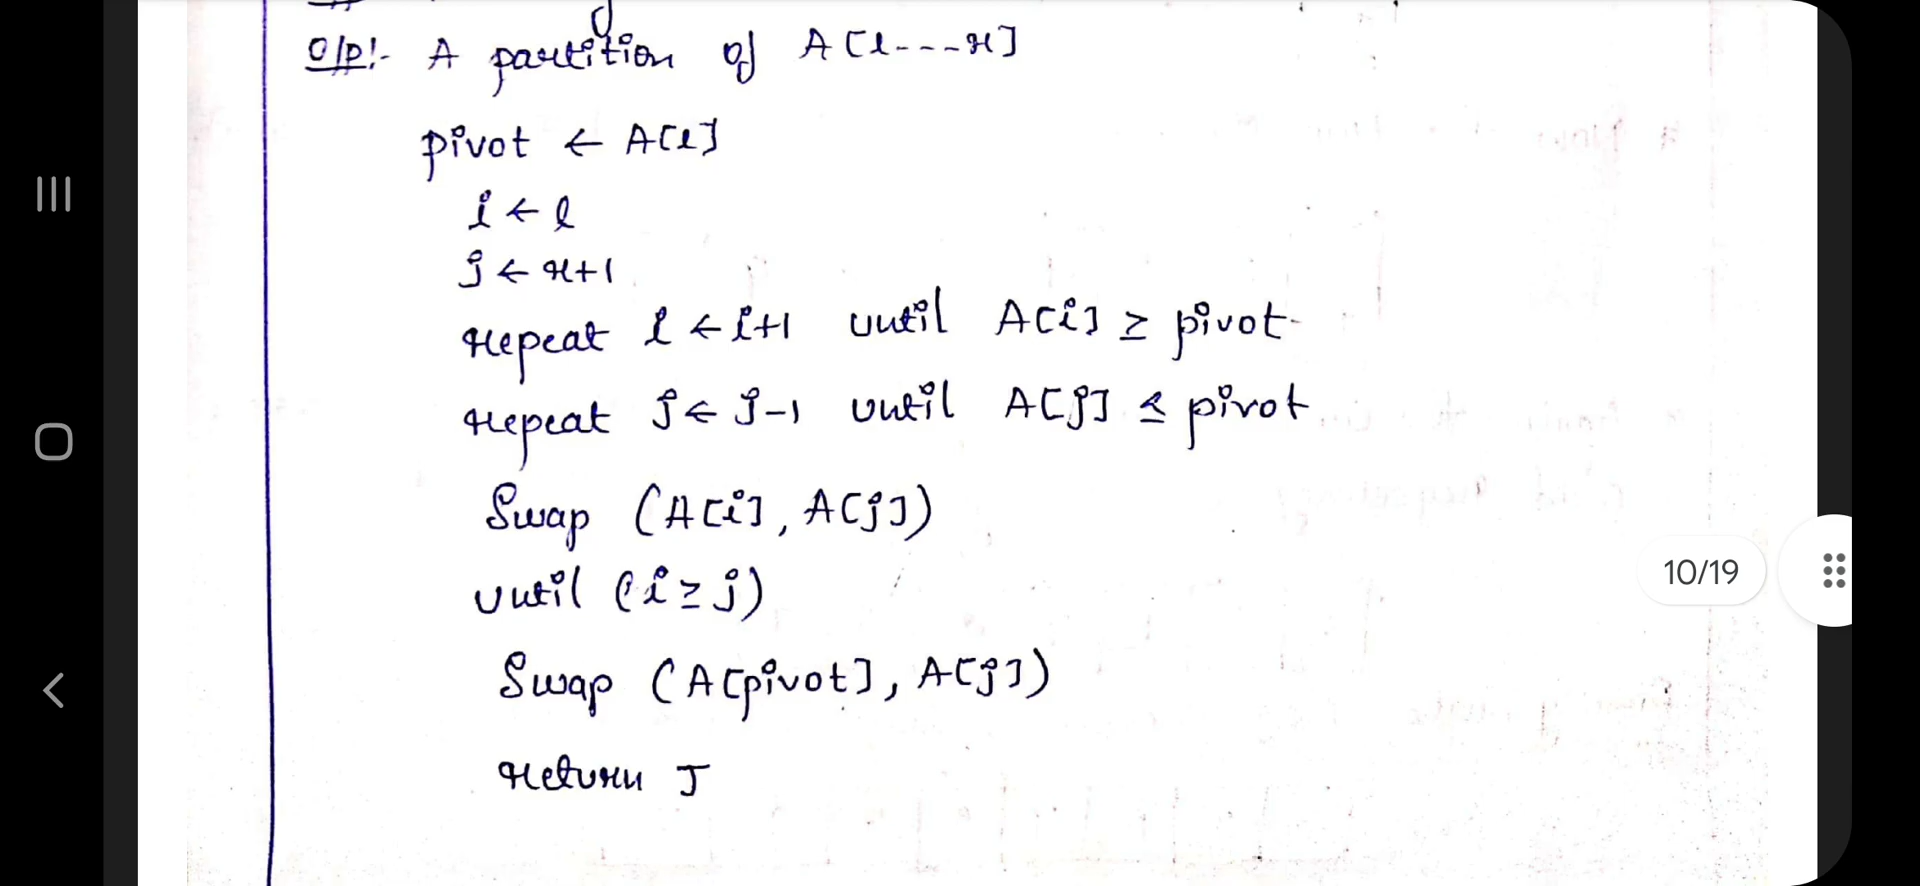 O/p:- A partition of A[l---r]
pivot ← A[l]
i ← l
j ← r+1
repeat i ← i+1 until A[i] ≥ pivot
repeat j ← j-1 until A[j] ≤ pivot
Swap (A[i], A[j])
until (i ≥ j)
Swap (A[pivot], A[j])
return J
10/19